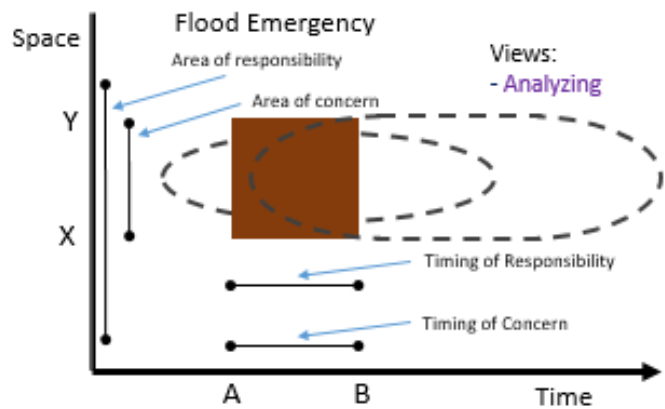 Flood Emergency
Space
Area of responsibility
Views:
- Analyzing
Area of concern
Y
X
Timing of Responsibility
Timing of Concern
A
B
Time